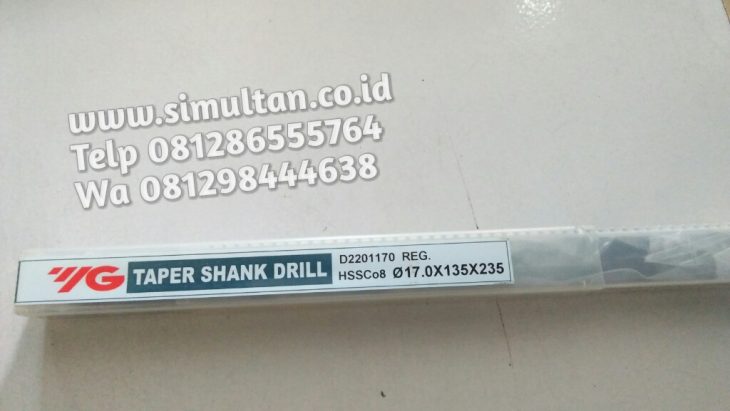 www.simultan.co.id
Telp 081286555764
Wa 081298444638
YG TAPER SHANK DRILL
D2201170 REG.
HSSCo8 Ø17.0X135X235